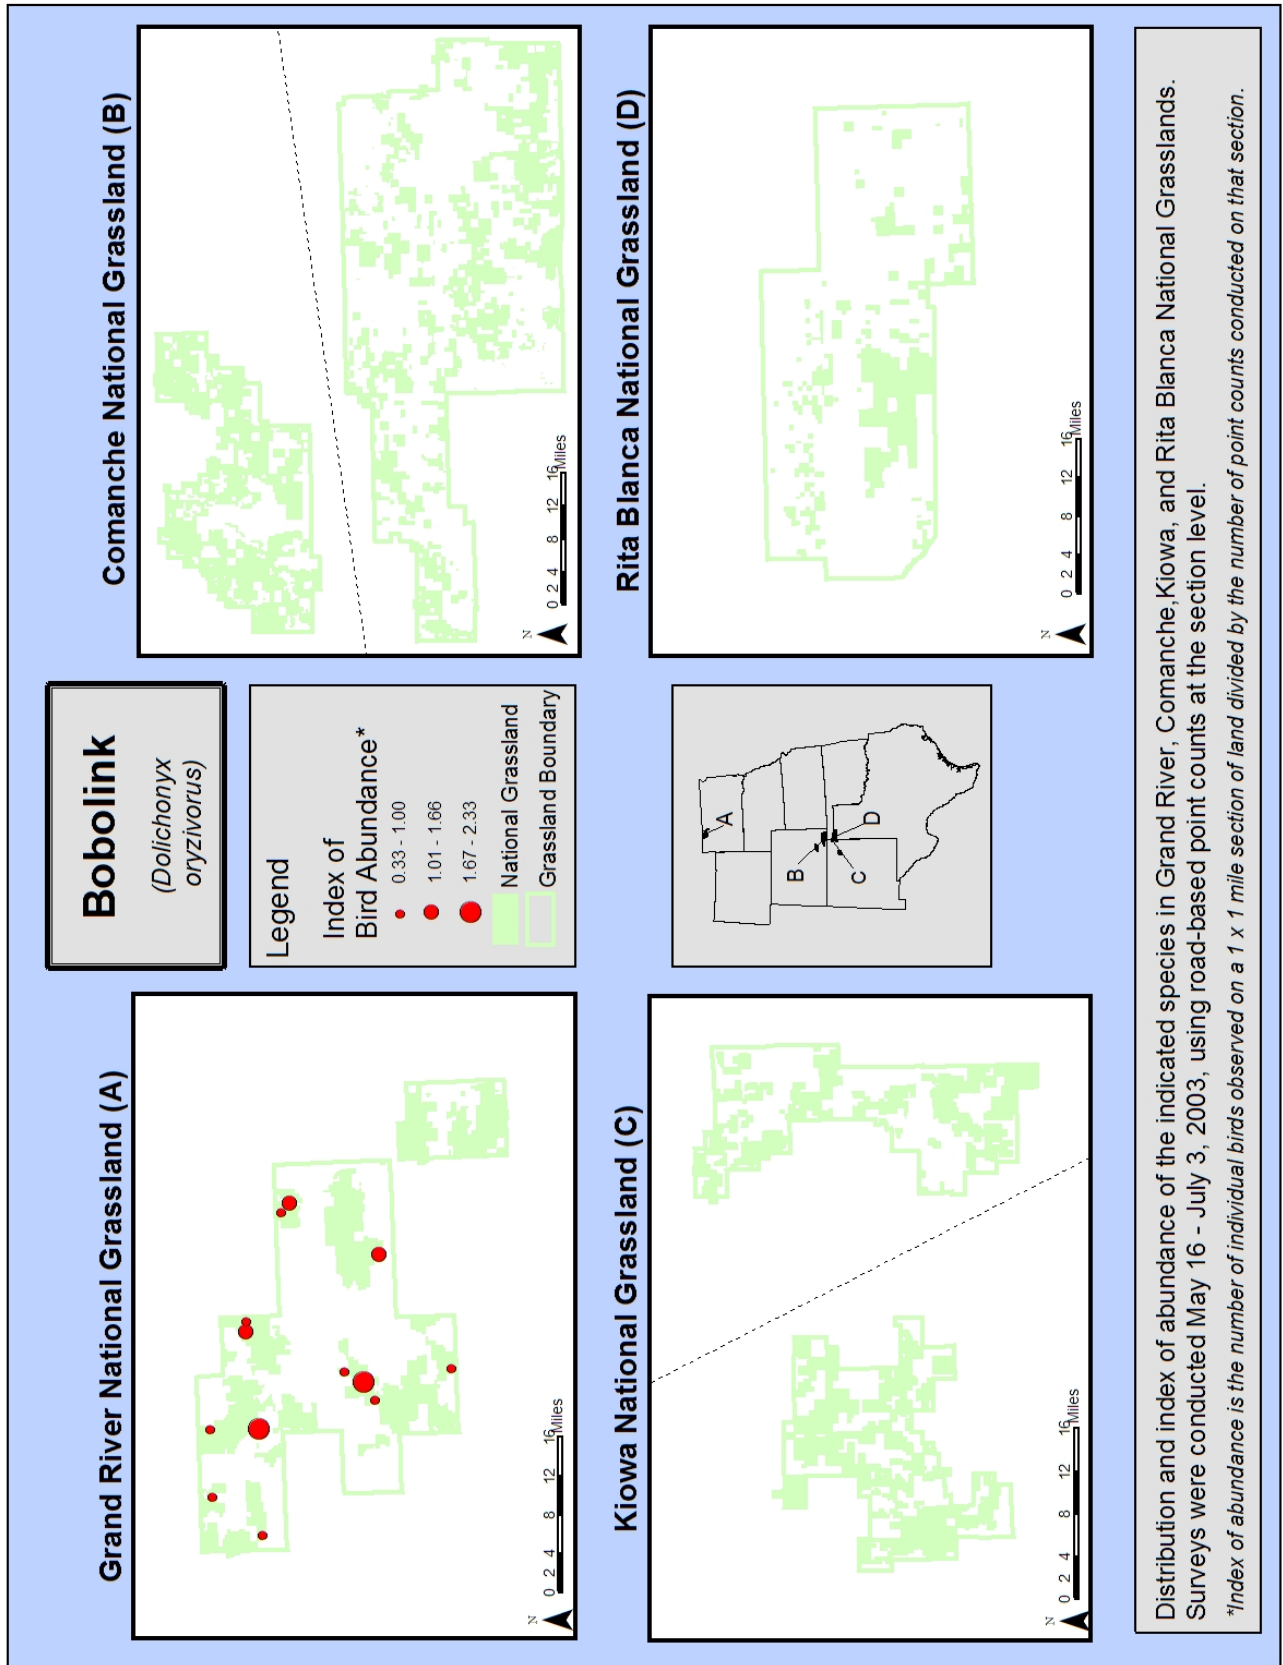 Grand River National Grassland (A)
N
0 2 4 8 12 16
Miles
Bobolink
(Dolichonyx
oryzivorus)
Legend
Index of
Bird Abundance*
0.33 - 1.00
1.01 - 1.66
1.67 - 2.33
National Grassland
Grassland Boundary
Comanche National Grassland (B)
N
0 2 4 8 12 16
Miles
Kiowa National Grassland (C)
N
0 2 4 8 12 16
Miles
A
B
C
D
Rita Blanca National Grassland (D)
N
0 2 4 8 12 16
Miles
Distribution and index of abundance of the indicated species in Grand River, Comanche,Kiowa, and Rita Blanca National Grasslands.
Surveys were conducted May 16 - July 3, 2003, using road-based point counts at the section level.
*Index of abundance is the number of individual birds observed on a 1 x 1 mile section of land divided by the number of point counts conducted on that section.